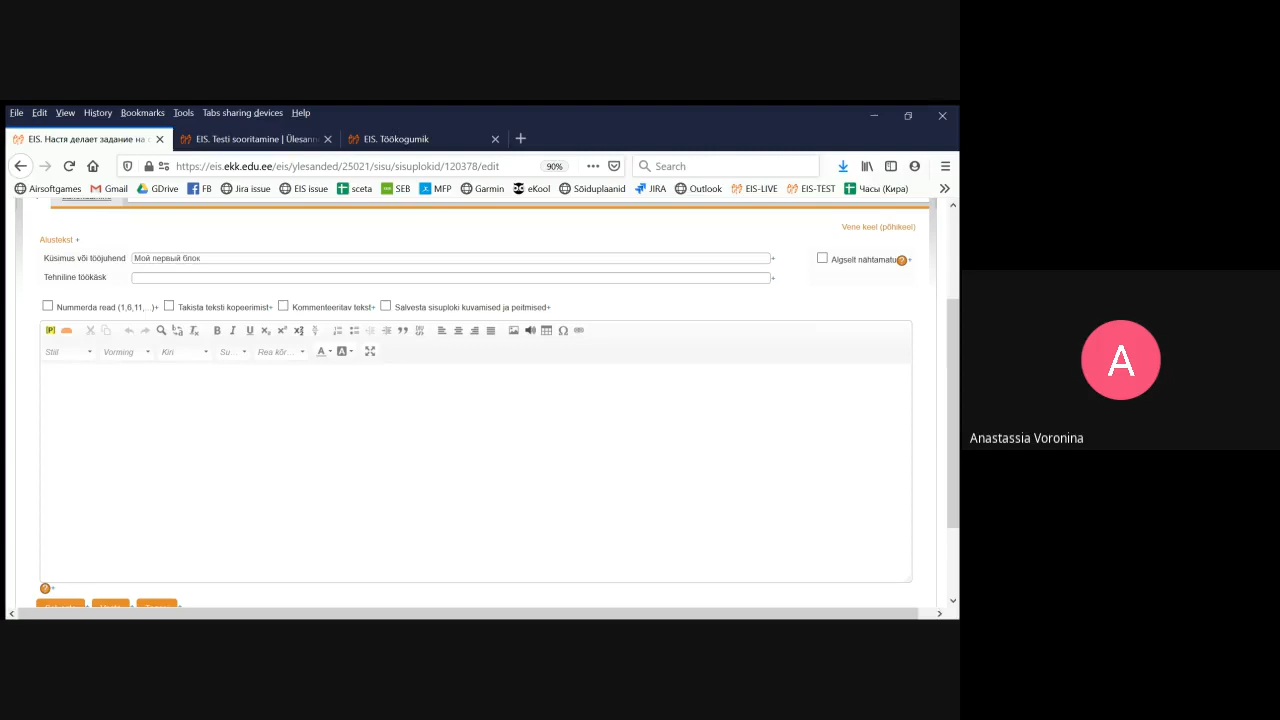 File Edit View History Bookmarks Tools Tabs sharing devices Help
EIS. Настя делает задание на с EIS. Testi sooritamine | Ülesann EIS. Töökogumik
https://eis.ekk.edu.ee/eis/ylesanded/25021/sisu/sisuplokid/120378/edit 90% Search
Airsoftgames Gmail GDrive FB Jira issue EIS issue sceta SEB MFP Garmin eKool Sõiduplaanid JIRA Outlook EIS-LIVE EIS-TEST Часы (Кира)
Vene keel (põhikeel)
Alustekst +
Küsimus või tööjuhend Мой первый блок + Algselt nähtamatu ? +
Tehniline töökäsk +
Nummerda read (1,6,11,...)+ Takista teksti kopeerimist+ Kommenteeritav tekst+ Salvesta sisuploki kuvamised ja peitmised+
Stiil Vorming Kiri Su... Rea kõr... A A
?+
A
Anastassia Voronina